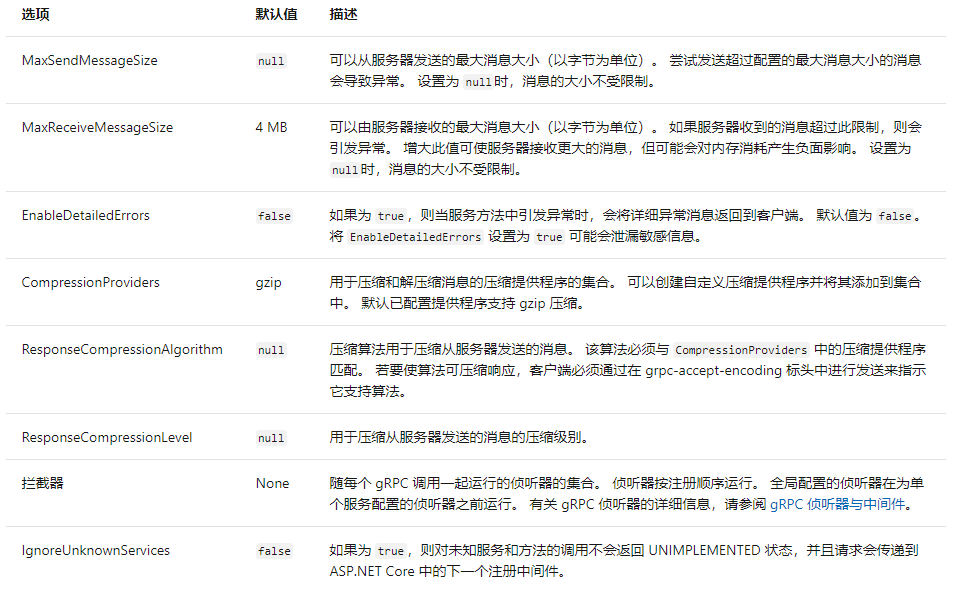 选项 默认值 描述
MaxSendMessageSize null 可以从服务器发送的最大消息大小（以字节为单位）。 尝试发送超过配置的最大消息大小的消息
会导致异常。 设置为 null时，消息的大小不受限制。
MaxReceiveMessageSize 4 MB 可以由服务器接收的最大消息大小（以字节为单位）。 如果服务器收到的消息超过此限制，则会
引发异常。 增大此值可使服务器接收更大的消息，但可能会对内存消耗产生负面影响。 设置为
null时，消息的大小不受限制。
EnableDetailedErrors false 如果为 true，则当服务方法中引发异常时，会将详细异常消息返回到客户端。 默认值为 false。
将 EnableDetailedErrors 设置为 true 可能会泄漏敏感信息。
CompressionProviders gzip 用于压缩和解压缩消息的压缩提供程序的集合。 可以创建自定义压缩提供程序并将其添加到集合
中。 默认已配置提供程序支持 gzip 压缩。
ResponseCompressionAlgorithm null 压缩算法用于压缩从服务器发送的消息。 该算法必须与 CompressionProviders 中的压缩提供程序
匹配。 若要使算法可压缩响应，客户端必须通过在 grpc-accept-encoding 标头中进行发送来指示
它支持算法。
ResponseCompressionLevel null 用于压缩从服务器发送的消息的压缩级别。
拦截器 None 随每个 gRPC 调用一起运行的侦听器的集合。 侦听器按注册顺序运行。 全局配置的侦听器在为单
个服务配置的侦听器之前运行。 有关 gRPC 侦听器的详细信息，请参阅 gRPC 侦听器与中间件。
IgnoreUnknownServices false 如果为 true，则对未知服务和方法的调用不会返回 UNIMPLEMENTED 状态，并且请求会传递到
ASP.NET Core 中的下一个注册中间件。